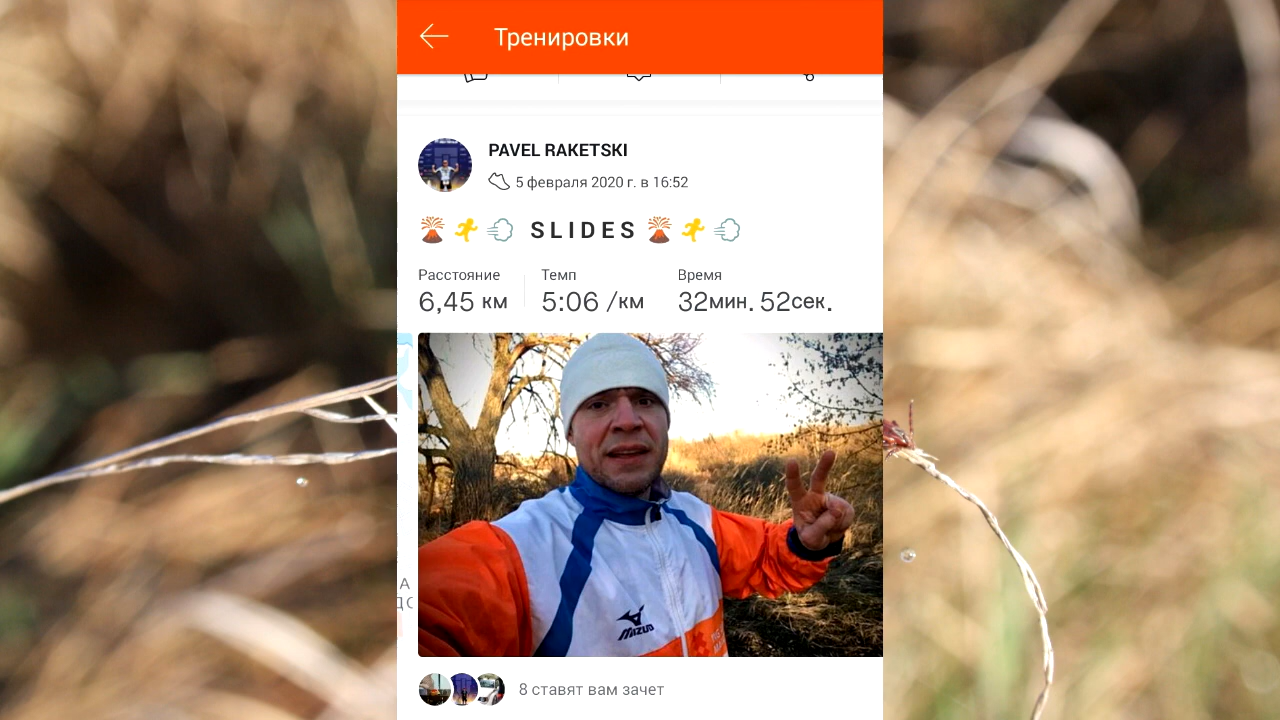 Тренировки
PAVEL RAKETSKI
5 февраля 2020 г. в 16:52
🌋 🏃 💨 S L I D E S 🌋 🏃 💨
Расстояние Темп Время
6,45 км 5:06 /км 32мин. 52сек.
MIZUNO
8 ставят вам зачет